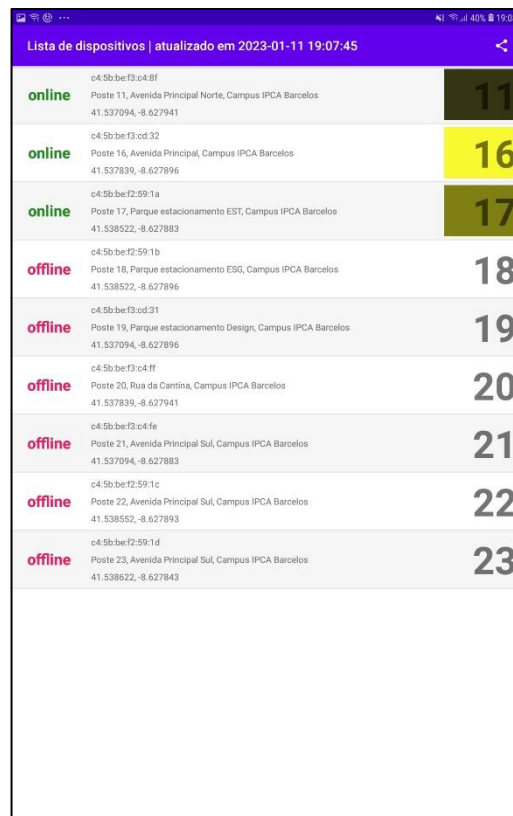 40% 19:0
Lista de dispositivos | atualizado em 2023-01-11 19:07:45
c4:5b:be:f3:c4:8f
online
Poste 11, Avenida Principal Norte, Campus IPCA Barcelos
11
41.537094,-8.627941
c4:5b:be:f3:cd:32
online
Poste 16, Avenida Principal, Campus IPCA Barcelos
16
41.537839,-8.627896
c4:5b:be:f2:59:1a
online
Poste 17, Parque estacionamento EST, Campus IPCA Barcelos
17
41.538522,-8.627883
c4:5b:be:f2:59:1b
offline
Poste 18, Parque estacionamento ESG, Campus IPCA Barcelos
18
41.538522,-8.627896
c4:5b:be:f3:cd:31
offline
Poste 19, Parque estacionamento Design, Campus IPCA Barcelos
19
41.537094,-8.627896
c4:5b:be:f3:c4:ff
offline
Poste 20, Rua da Cantina, Campus IPCA Barcelos
20
41.537839,-8.627941
c4:5b:be:f3:c4:fe
offline
Poste 21, Avenida Principal Sul, Campus IPCA Barcelos
21
41.537094,-8.627883
c4:5b:be:f2:59:1c
offline
Poste 22, Avenida Principal Sul, Campus IPCA Barcelos
22
41.538552,-8.627893
c4:5b:be:f2:59:1d
offline
Poste 23, Avenida Principal Sul, Campus IPCA Barcelos
23
41.538622,-8.627843